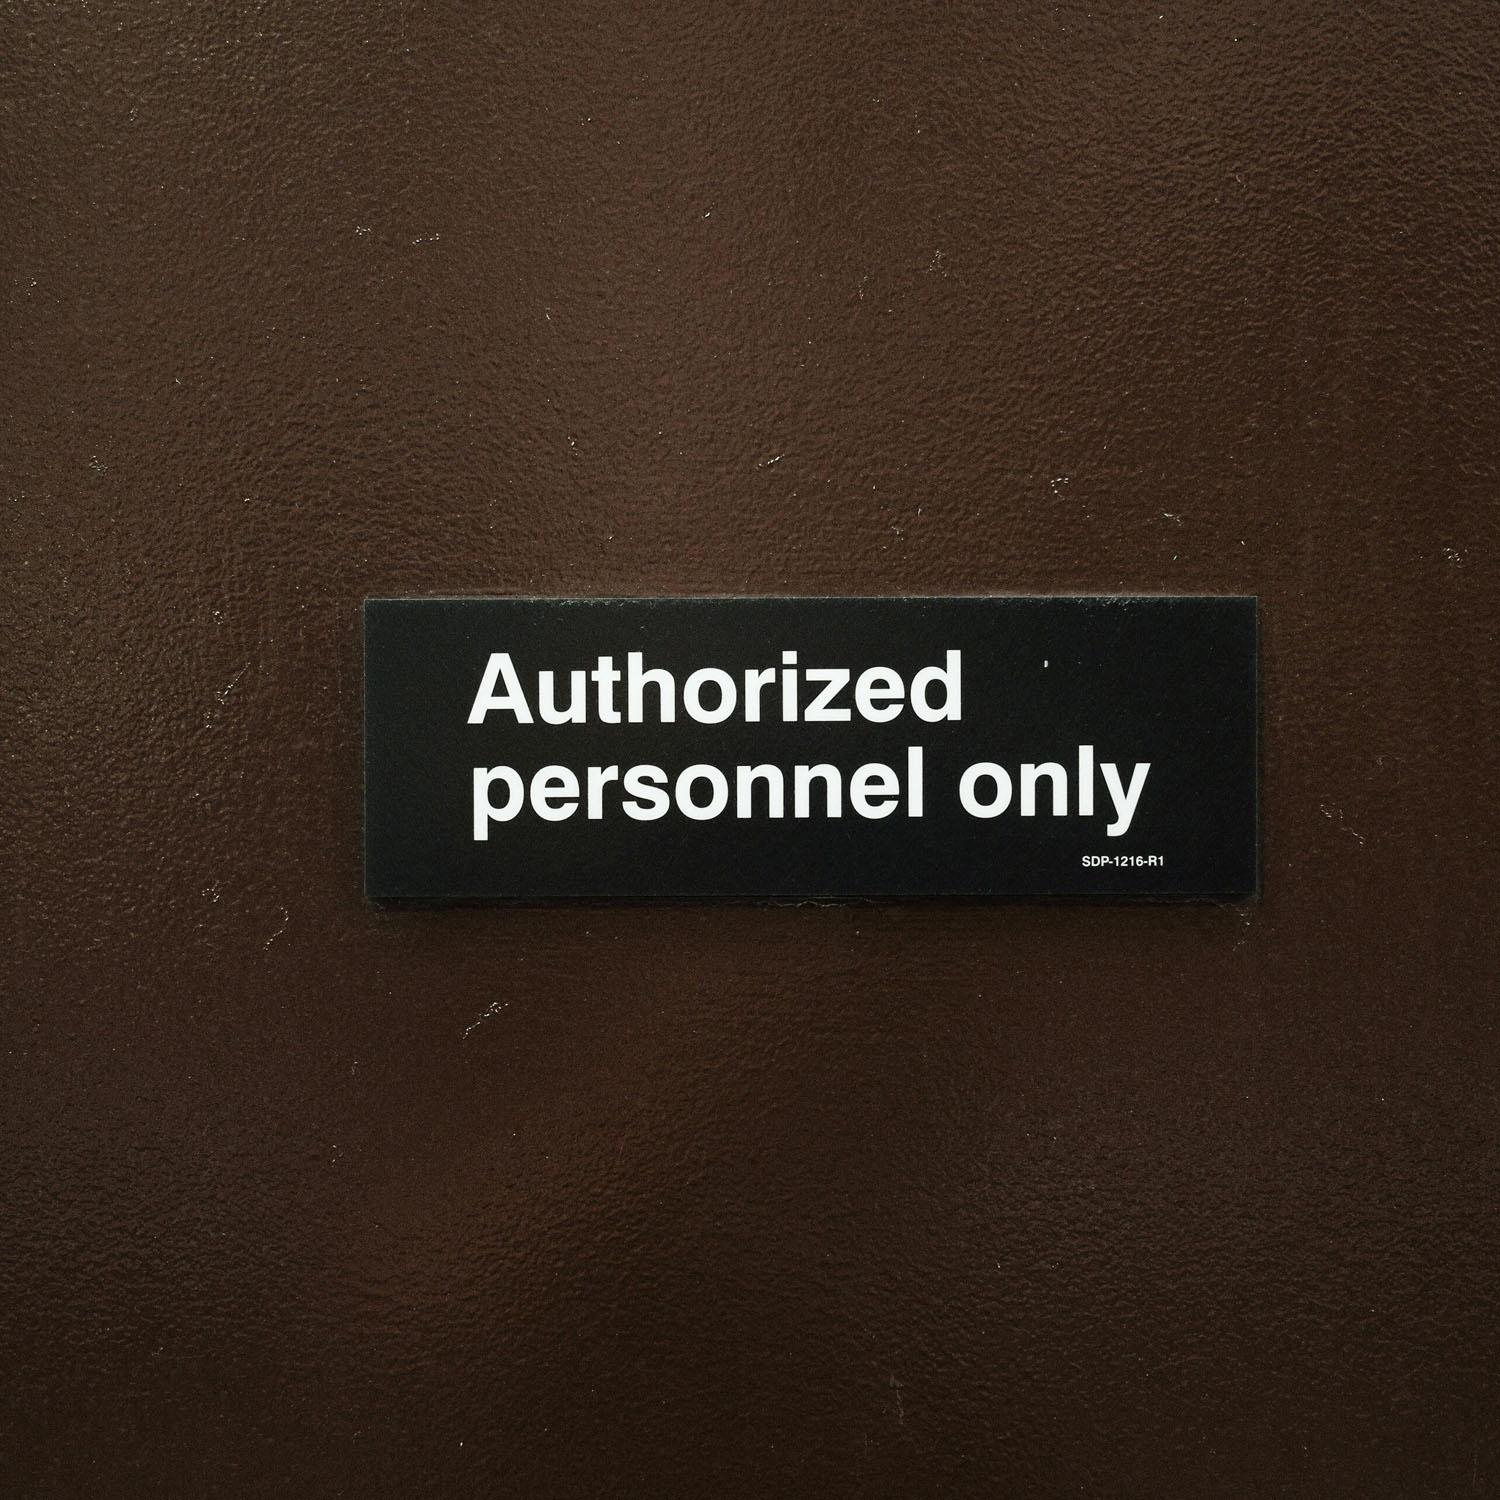 Authorized
personnel only
SDP-1216-R1